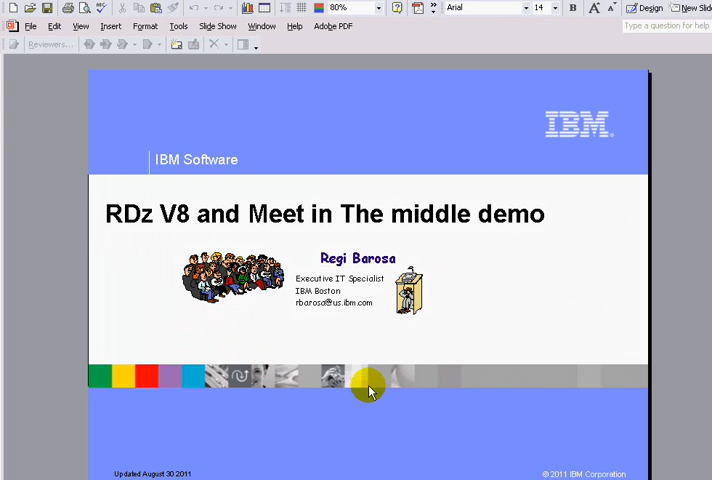 80%
Arial
14
Design
New Slid
File Edit View Insert Format Tools Slide Show Window Help Adobe PDF
Type a question for help
Reviewers...
IBM
IBM Software
RDz V8 and Meet in The middle demo
Regi Barosa
Executive IT Specialist
IBM Boston
rbarosa@us.ibm.com
Updated August 30 2011
© 2011 IBM Corporation